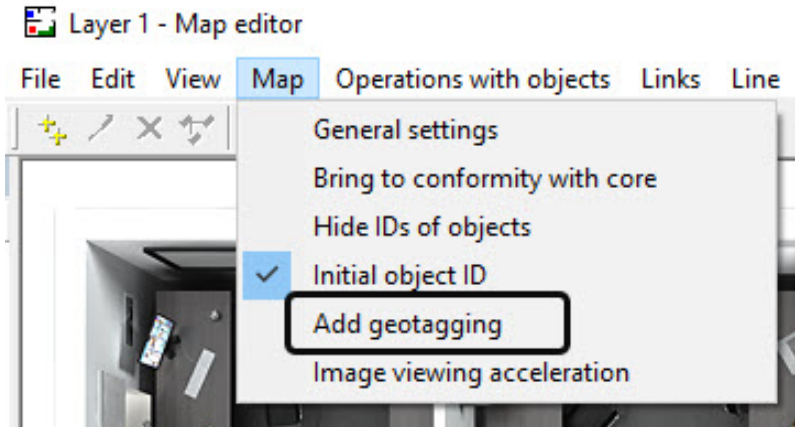 Layer 1 - Map editor
File Edit View Map Operations with objects Links Line
General settings
Bring to conformity with core
Hide IDs of objects
Initial object ID
Add geotagging
Image viewing acceleration